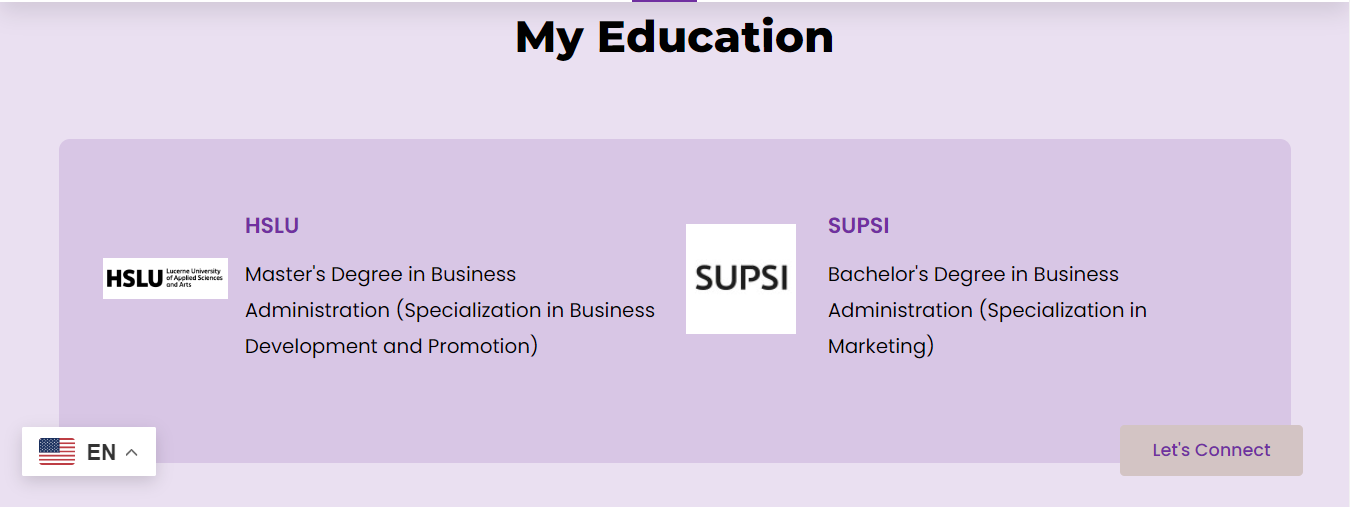 My Education
HSLU
HSLU Lucerne University
of Applied Sciences
and Arts
Master's Degree in Business
Administration (Specialization in Business
Development and Promotion)
SUPSI
SUPSI
Bachelor's Degree in Business
Administration (Specialization in
Marketing)
EN
Let's Connect